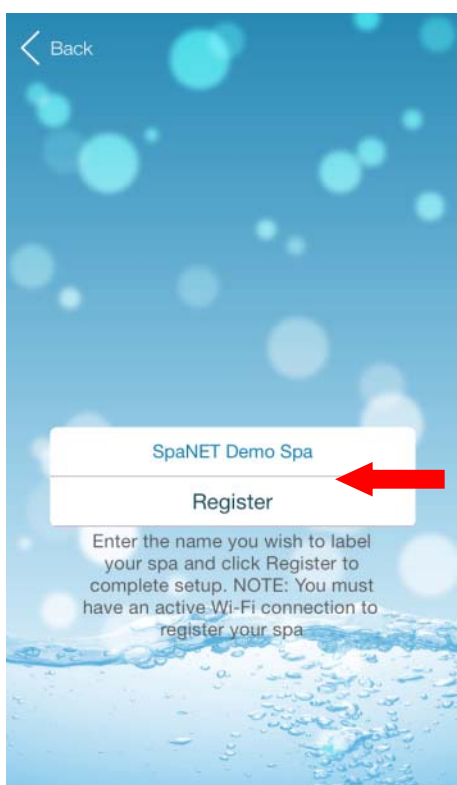 Back
SpaNET Demo Spa
Register
Enter the name you wish to label
your spa and click Register to
complete setup. NOTE: You must
have an active Wi-Fi connection to
register your spa